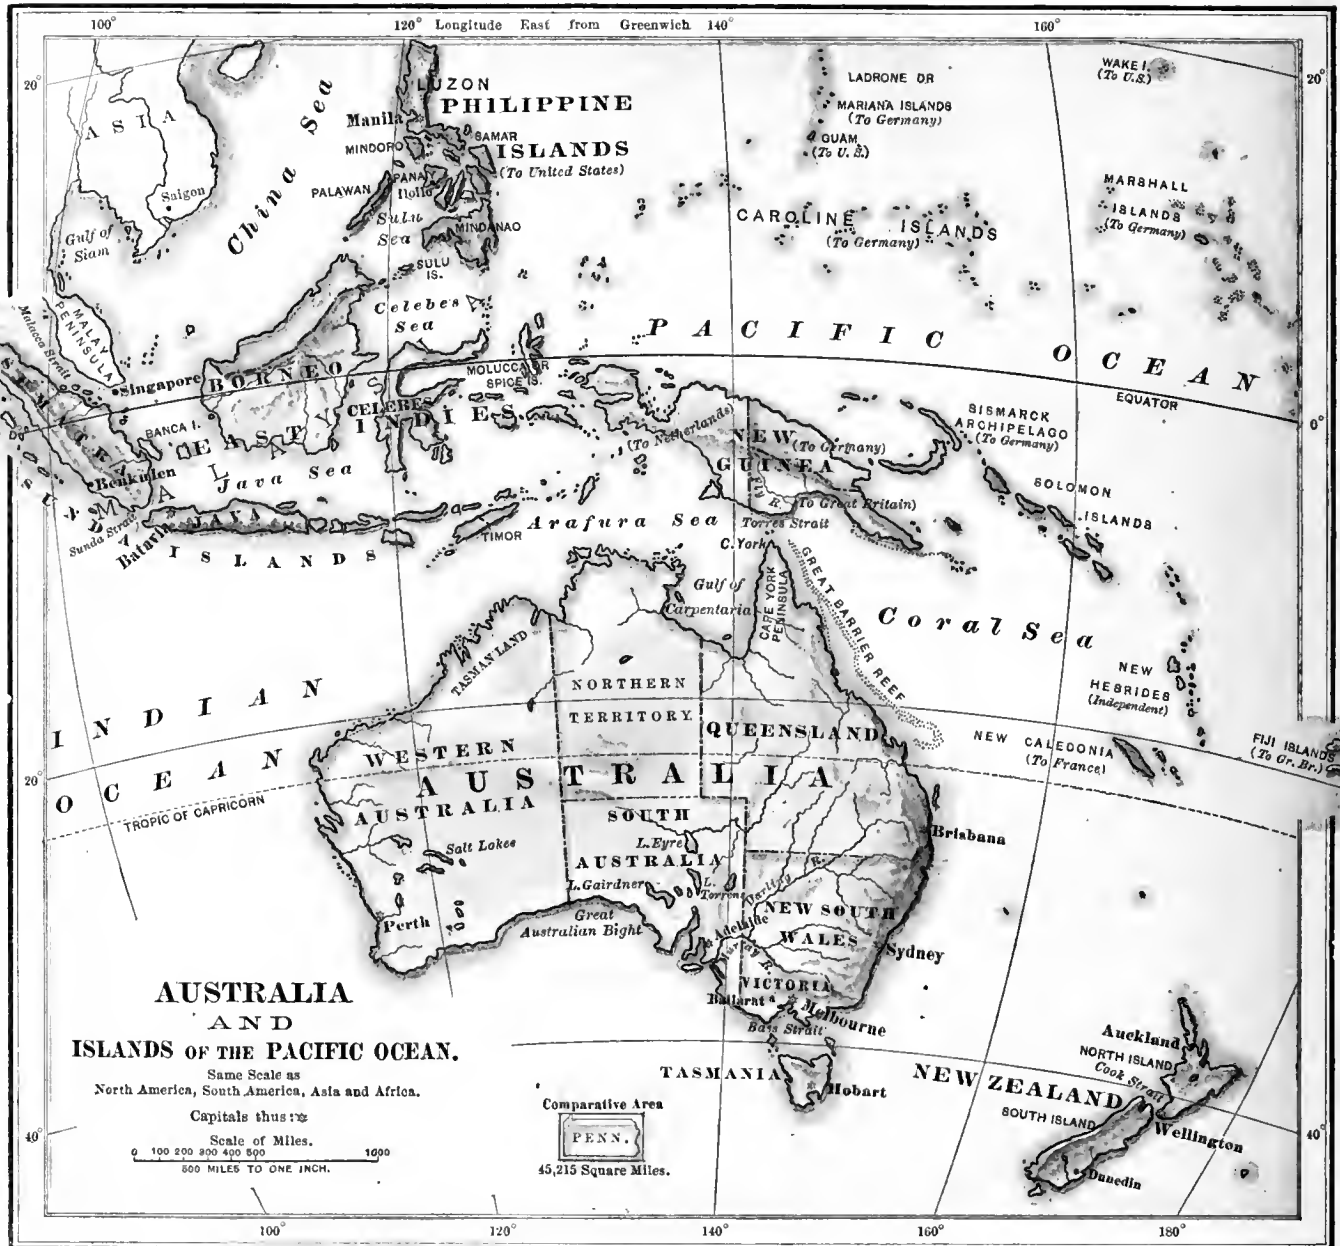 100° 120° Longitude East from Greenwich 140° 160°
20°
20°
ASIA
China Sea
LUZON
PHILIPPINE
ISLANDS
(To United States)
Manila
MINDORO
SAMAR
PANAY
Iloilo
PALAWAN
Sulu
Sea
MINDANAO
SULU
IS.
Saigon
Gulf of
Siam
LADRONE OR
MARIANA ISLANDS
(To Germany)
GUAM
(To U.S.)
WAKE I.
(To U.S.)
MARSHALL
ISLANDS
(To Germany)
CAROLINE ISLANDS
(To Germany)
Celebes
Sea
MALAY
PENINSULA
Malacca Strait
Singapore
BORNEO
PACIFIC OCEAN
EQUATOR
0°
0°
MOLUCCA OR
SPICE IS.
CELEBES
SUMATRA
BANCA I.
EAST INDIES
MALAYSIA
Java Sea
Benkulen
SUNDA ISLANDS
Sunda Strait
Batavia
JAVA
TIMOR
Arafura Sea
(To Netherlands)
NEW
GUINEA
(To Germany)
Fly R.
(To Great Britain)
Torres Strait
C. York
BISMARCK
ARCHIPELAGO
(To Germany)
SOLOMON
ISLANDS
Gulf of
Carpentaria
CAPE YORK
PENINSULA
GREAT BARRIER REEF
Coral Sea
NEW
HEBRIDES
(Independent)
NEW CALEDONIA
(To France)
FIJI ISLANDS
(To Gr. Br.)
INDIAN
OCEAN
20°
TROPIC OF CAPRICORN
TASMAN LAND
NORTHERN
TERRITORY.
QUEENSLAND
WESTERN
AUSTRALIA
AUSTRALIA
SOUTH
AUSTRALIA
L. Eyre
Salt Lakes
L. Gairdner
L.
Torrens
Darling R.
Brisbana
Perth
Great
Australian Bight
Adelaide
NEW SOUTH
WALES
Sydney
Murray R.
VICTORIA
Ballarat
Melbourne
Bass Strait
TASMANIA
Hobart
NEW ZEALAND
Auckland
NORTH ISLAND
Cook Strait
SOUTH ISLAND
Wellington
Dunedin
AUSTRALIA
AND
ISLANDS OF THE PACIFIC OCEAN.
Same Scale as
North America, South America, Asia and Africa.
Capitals thus:
Scale of Miles.
0 100 200 300 400 500 1000
500 MILES TO ONE INCH.
Comparative Area
PENN.
45,215 Square Miles.
40°
40°
100° 120° 140° 160° 180°